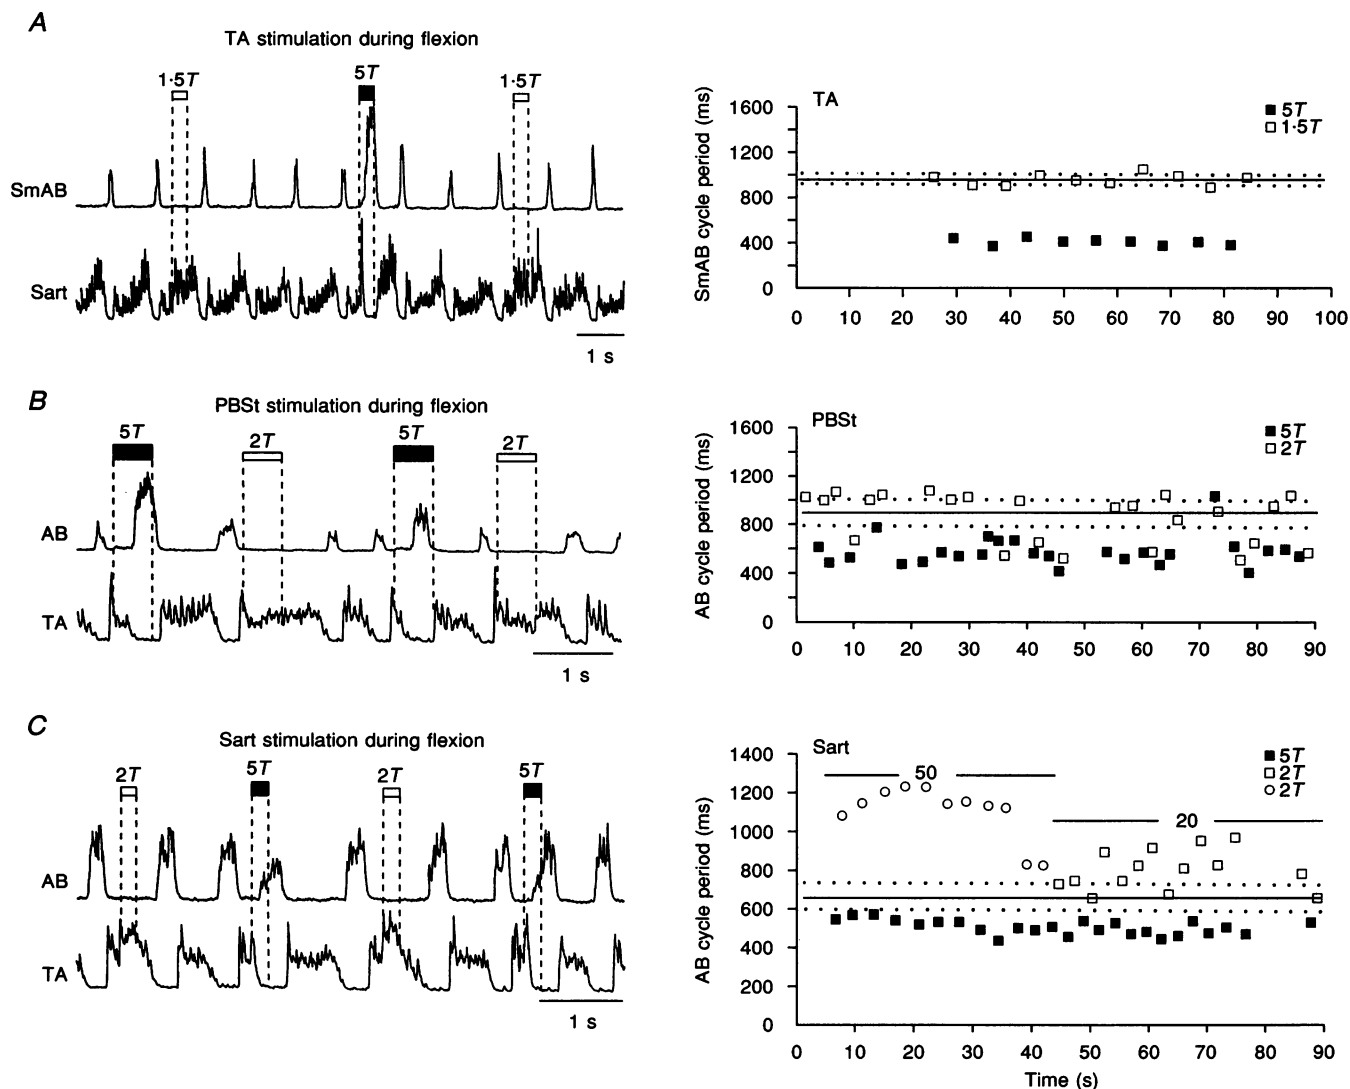 A
TA stimulation during flexion
1·5T
5T
1·5T
SmAB
Sart
1 s
TA
5T
1·5T
SmAB cycle period (ms)
1600
1200
800
400
0
0 10 20 30 40 50 60 70 80 90 100
B
PBSt stimulation during flexion
5T
2T
5T
2T
AB
TA
1 s
PBSt
5T
2T
AB cycle period (ms)
1600
1200
800
400
0
0 10 20 30 40 50 60 70 80 90
C
Sart stimulation during flexion
2T
5T
2T
5T
AB
TA
1 s
Sart
5T
2T
2T
50
20
AB cycle period (ms)
1400
1200
1000
800
600
400
200
0
0 10 20 30 40 50 60 70 80 90
Time (s)